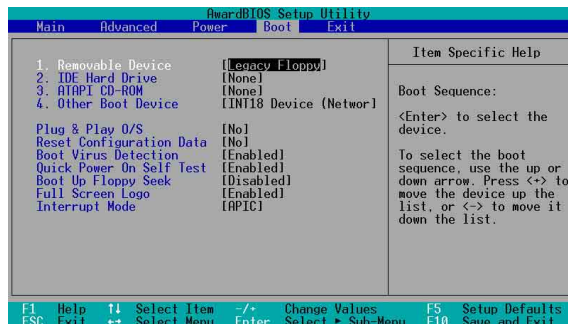 AwardBIOS Setup Utility
Main Advanced Power Boot Exit
Item Specific Help
1. Removable Device [Legacy Floppy]
2. IDE Hard Drive [None]
3. ATAPI CD-ROM [None]
4. Other Boot Device [INT18 Device (Networ]
Plug & Play O/S [No]
Reset Configuration Data [No]
Boot Virus Detection [Enabled]
Quick Power On Self Test [Enabled]
Boot Up Floppy Seek [Disabled]
Full Screen Logo [Enabled]
Interrupt Mode [APIC]
Boot Sequence:
<Enter> to select the
device.
To select the boot
sequence, use the up or
down arrow. Press <+> to
move the device up the
list, or <-> to move it
down the list.
F1 Help ↑↓ Select Item -/+ Change Values F5 Setup Defaults
ESC Exit ↔ Select Menu Enter Select ► Sub-Menu F10 Save and Exit